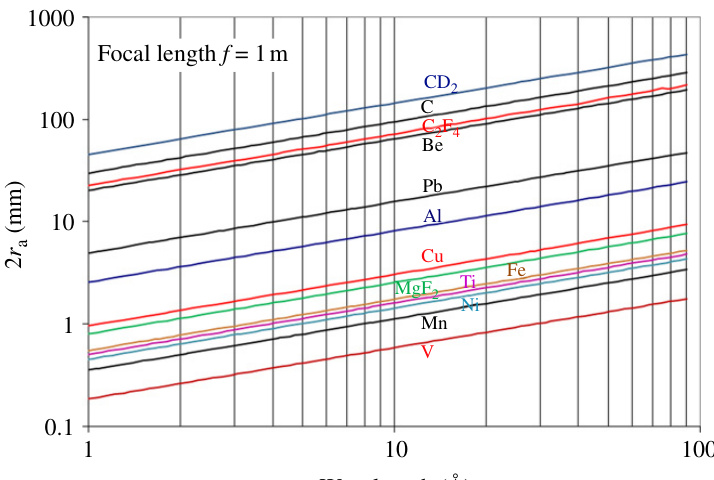 1000
Focal length f = 1 m
CD2
C
100
C2F4
Be
Pb
10
Al
2ra (mm)
Cu
Fe
Ti
MgF2
Ni
1
Mn
V
0.1
1
10
100